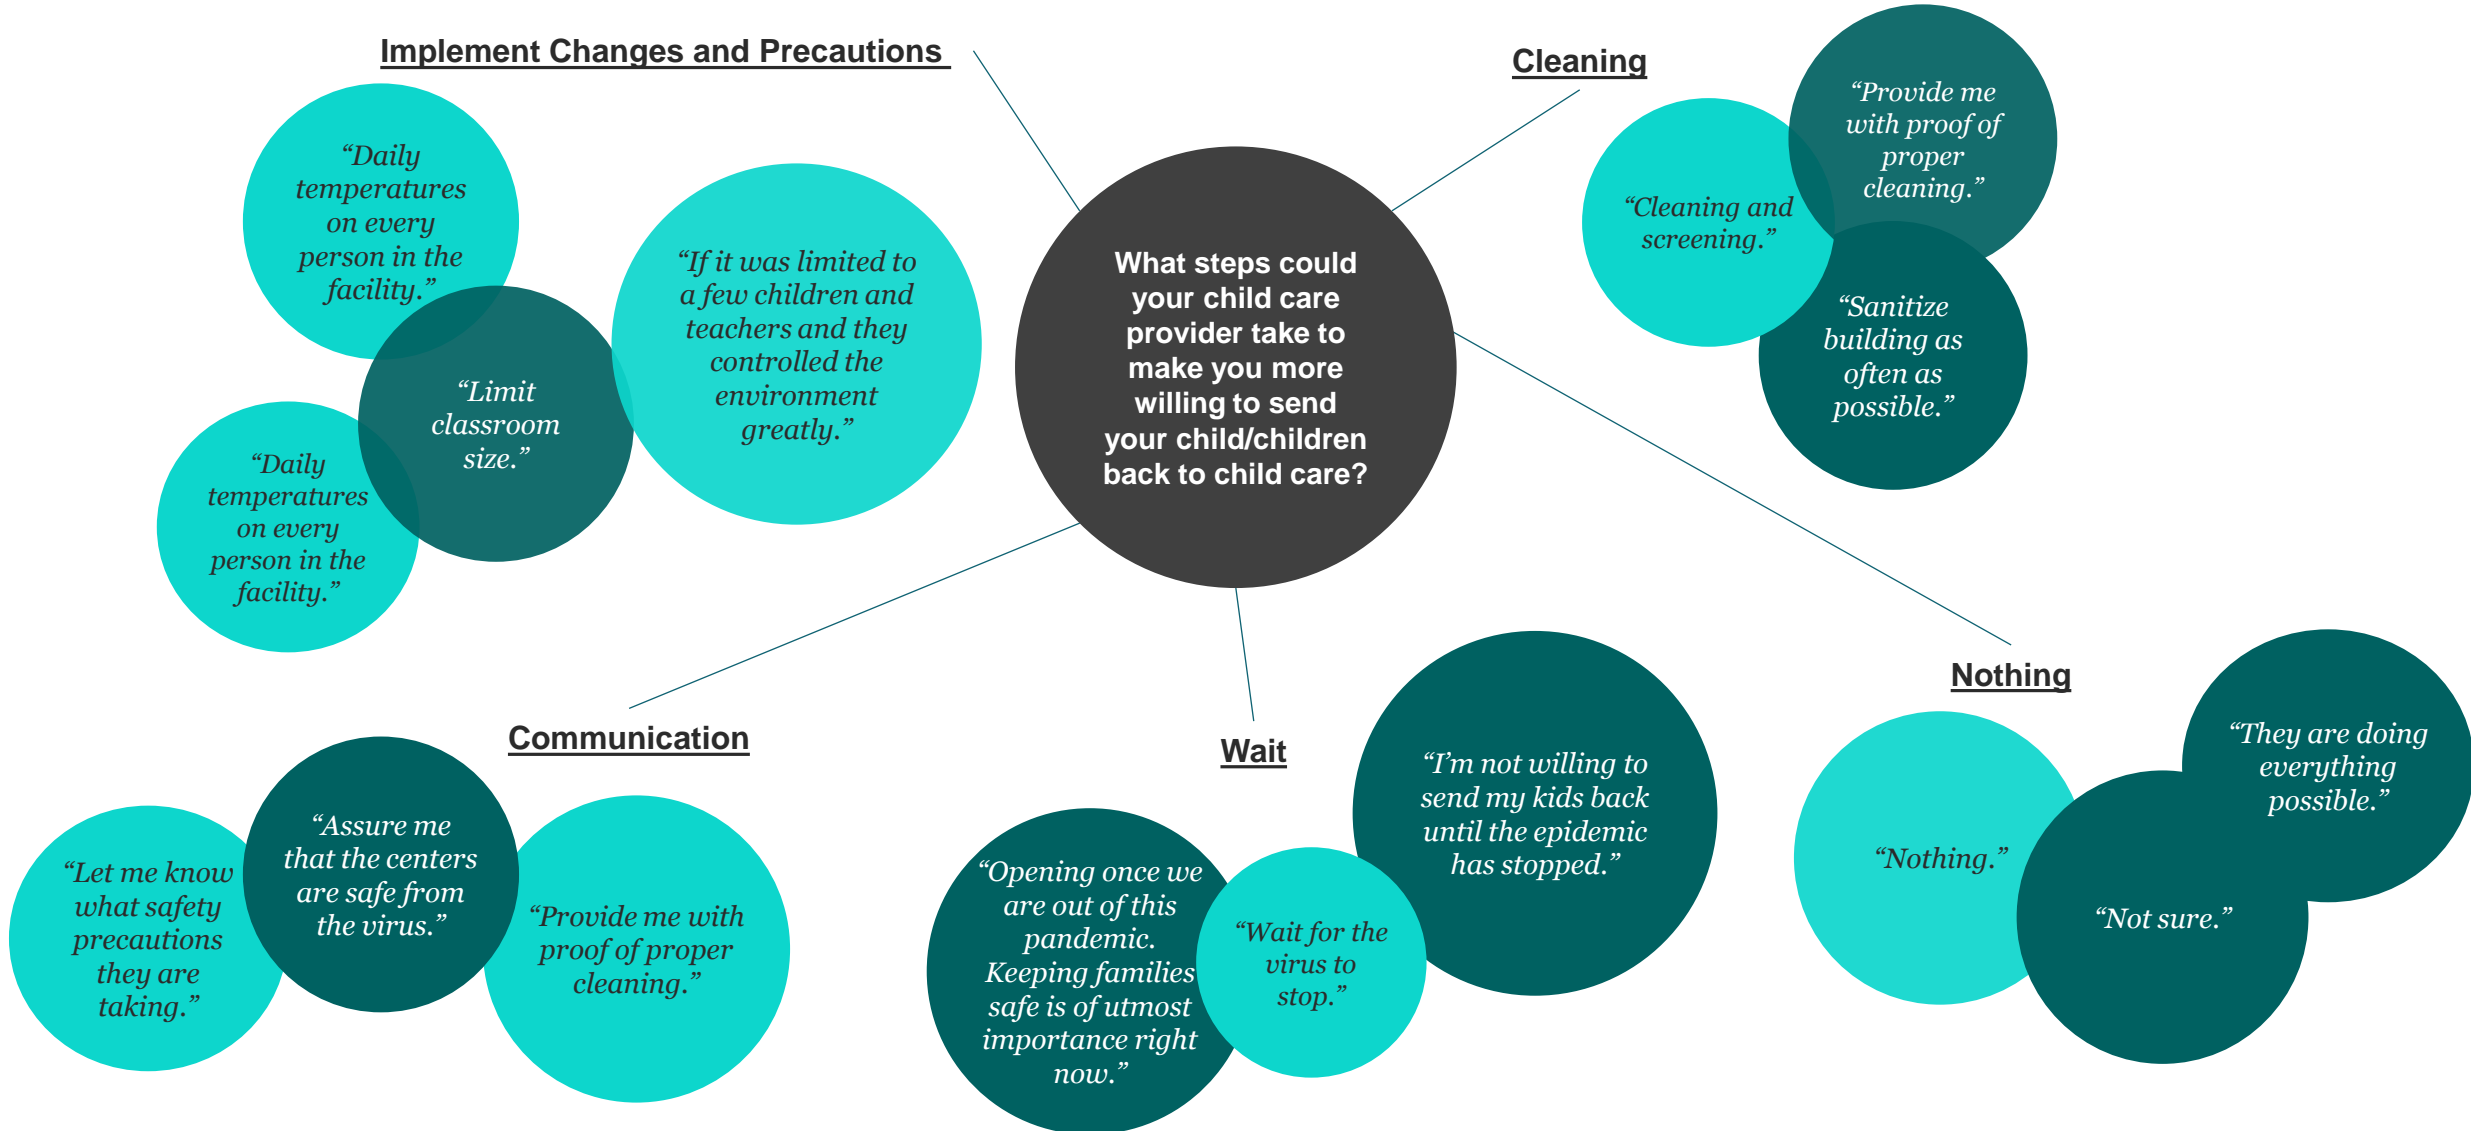 Implement Changes and Precautions
“Daily
temperatures
on every
person in the
facility.”
“Limit
classroom
size.”
“Daily
temperatures
on every
person in the
facility.”
“If it was limited to
a few children and
teachers and they
controlled the
environment
greatly.”
What steps could
your child care
provider take to
make you more
willing to send
your child/children
back to child care?
Cleaning
“Provide me
with proof of
proper
cleaning.”
“Cleaning and
screening.”
“Sanitize
building as
often as
possible.”
Communication
“Let me know
what safety
precautions
they are
taking.”
“Assure me
that the centers
are safe from
the virus.”
“Provide me with
proof of proper
cleaning.”
Wait
“Opening once we
are out of this
pandemic.
Keeping families
safe is of utmost
importance right
now.”
“Wait for the
virus to
stop.”
“I’m not willing to
send my kids back
until the epidemic
has stopped.”
Nothing
“Nothing.”
“Not sure.”
“They are doing
everything
possible.”